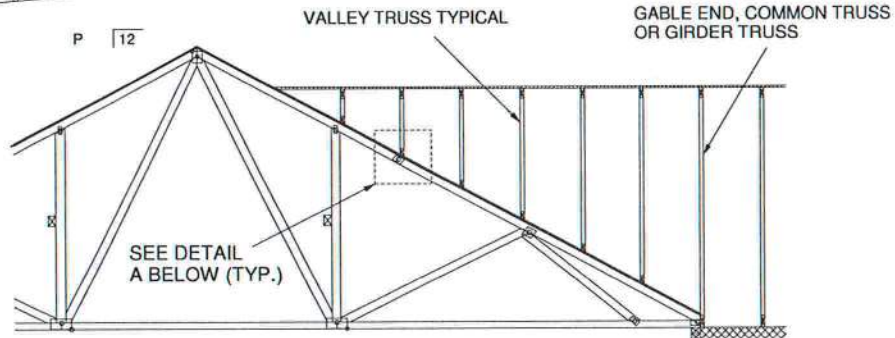 VALLEY TRUSS TYPICAL
GABLE END, COMMON TRUSS
OR GIRDER TRUSS
P 12
SEE DETAIL
A BELOW (TYP.)